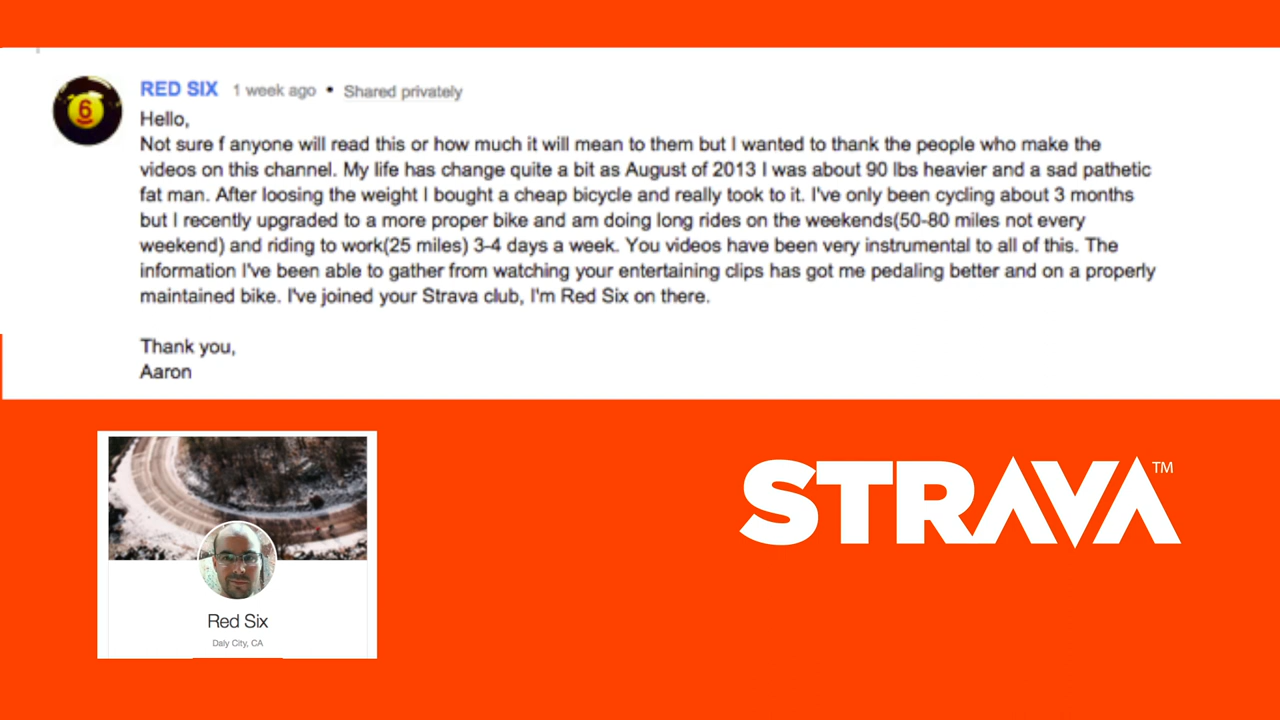 6
RED SIX 1 week ago • Shared privately
Hello,
Not sure f anyone will read this or how much it will mean to them but I wanted to thank the people who make the
videos on this channel. My life has change quite a bit as August of 2013 I was about 90 lbs heavier and a sad pathetic
fat man. After loosing the weight I bought a cheap bicycle and really took to it. I've only been cycling about 3 months
but I recently upgraded to a more proper bike and am doing long rides on the weekends(50-80 miles not every
weekend) and riding to work(25 miles) 3-4 days a week. You videos have been very instrumental to all of this. The
information I've been able to gather from watching your entertaining clips has got me pedaling better and on a properly
maintained bike. I've joined your Strava club, I'm Red Six on there.
Thank you,
Aaron
STRAVA™
Red Six
Daly City, CA